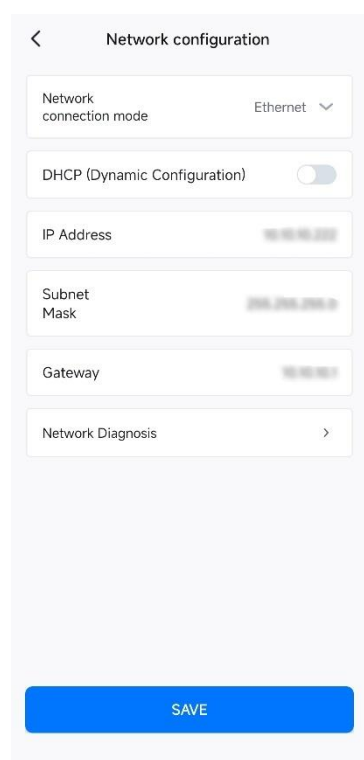 Network configuration
Network
connection mode
Ethernet
DHCP (Dynamic Configuration)
IP Address
Subnet
Mask
Gateway
Network Diagnosis
SAVE